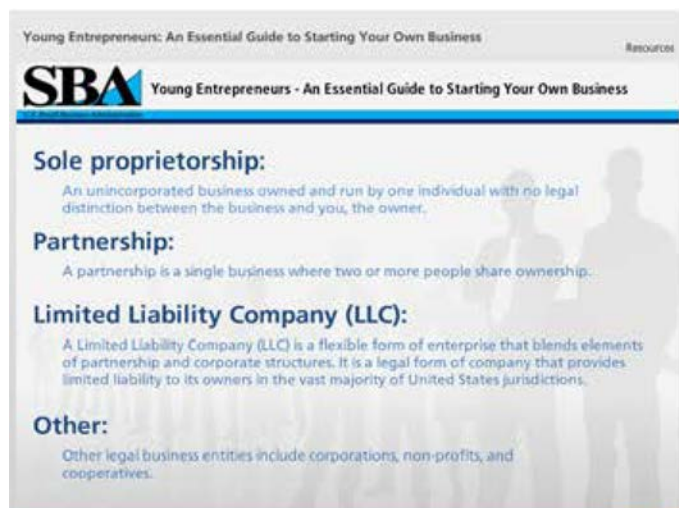 Young Entrepreneurs: An Essential Guide to Starting Your Own Business
Resources
SBA
Young Entrepreneurs - An Essential Guide to Starting Your Own Business
U.S. Small Business Administration
Sole proprietorship:
An unincorporated business owned and run by one individual with no legal
distinction between the business and you, the owner.
Partnership:
A partnership is a single business where two or more people share ownership.
Limited Liability Company (LLC):
A Limited Liability Company (LLC) is a flexible form of enterprise that blends elements
of partnership and corporate structures. It is a legal form of company that provides
limited liability to its owners in the vast majority of United States jurisdictions.
Other:
Other legal business entities include corporations, non-profits, and
cooperatives.